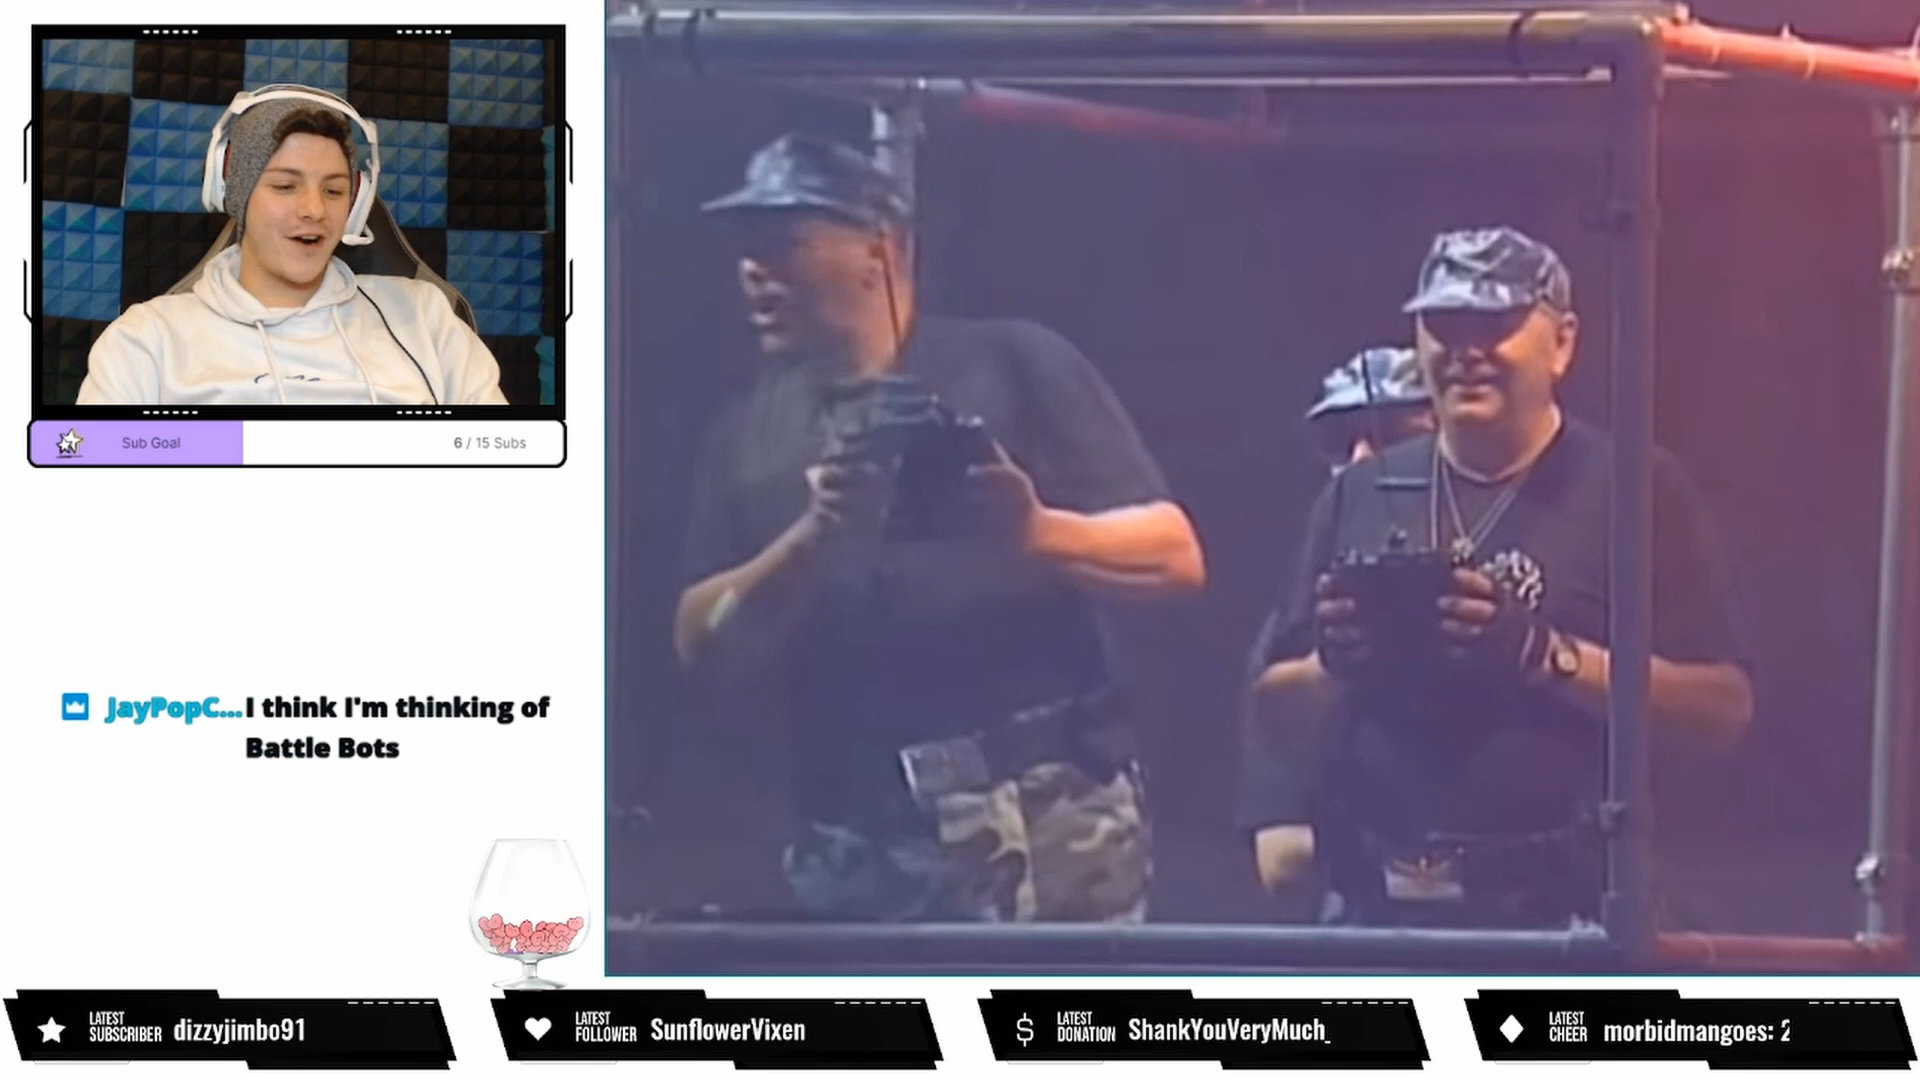 Sub Goal
6 / 15 Subs
JayPopC... I think I'm thinking of
Battle Bots
LATEST
SUBSCRIBER
dizzyjimbo91
LATEST
FOLLOWER
SunflowerVixen
LATEST
DONATION
ShankYouVeryMuch_
LATEST
CHEER
morbidmangoes: 2